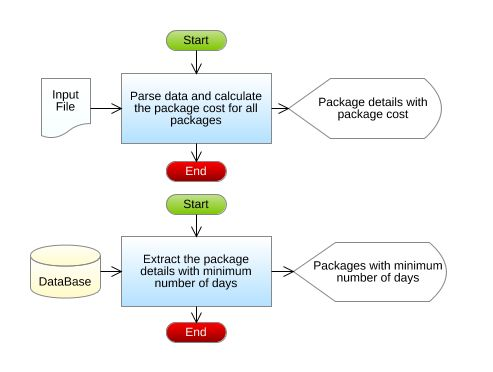 Start
Input
File
Parse data and calculate
the package cost for all
packages
Package details with
package cost
End
Start
DataBase
Extract the package
details with minimum
number of days
Packages with minimum
number of days
End